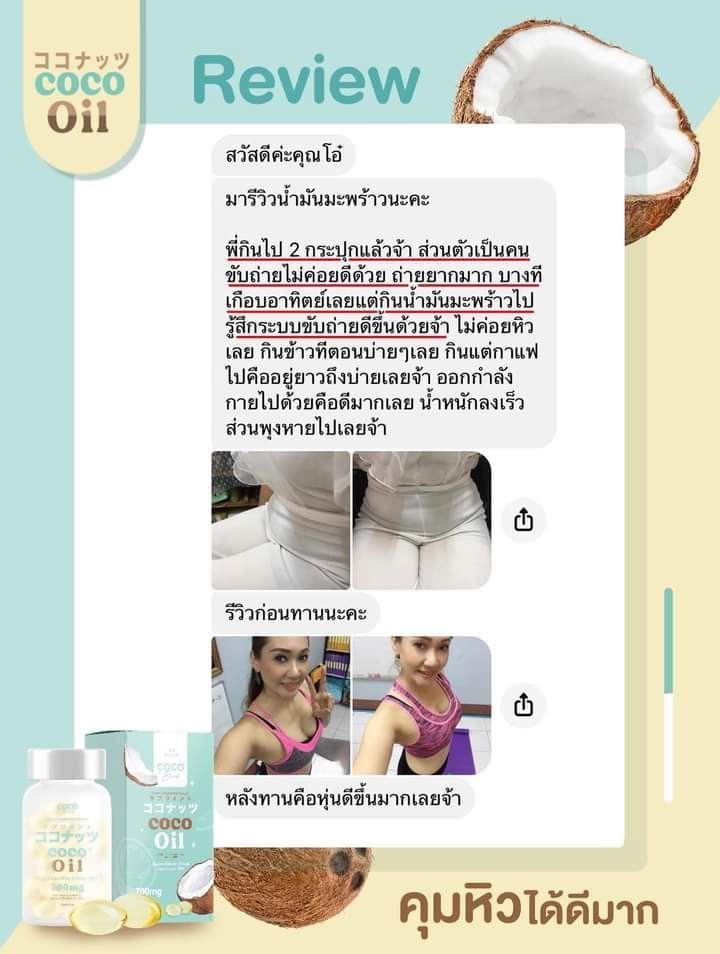 ココナッツ
coco
Oil
Review
สวัสดีค่ะคุณโอ๋
มารีวิวน้ำมันมะพร้าวนะคะ
พี่กินไป 2 กระปุกแล้วจ้า ส่วนตัวเป็นคน
ขับถ่ายไม่ค่อยดีด้วย ถ่ายยากมาก บางที
เกือบอาทิตย์เลยแต่กินน้ำมันมะพร้าวไป
รู้สึกระบบขับถ่ายดีขึ้นด้วยจ้า ไม่ค่อยหิว
เลย กินข้าวทีตอนบ่ายๆเลย กินแต่กาแฟ
ไปคืออยู่ยาวถึงบ่ายเลยจ้า ออกกำลัง
กายไปด้วยคือดีมากเลย น้ำหนักลงเร็ว
ส่วนพุงหายไปเลยจ้า
รีวิวก่อนทานนะคะ
หลังทานคือหุ่นดีขึ้นมากเลยจ้า
coco
ココナッツ
coco
Oil
700mg
coco
ココナッツ
coco
Oil
700mg
คุมหิวได้ดีมาก